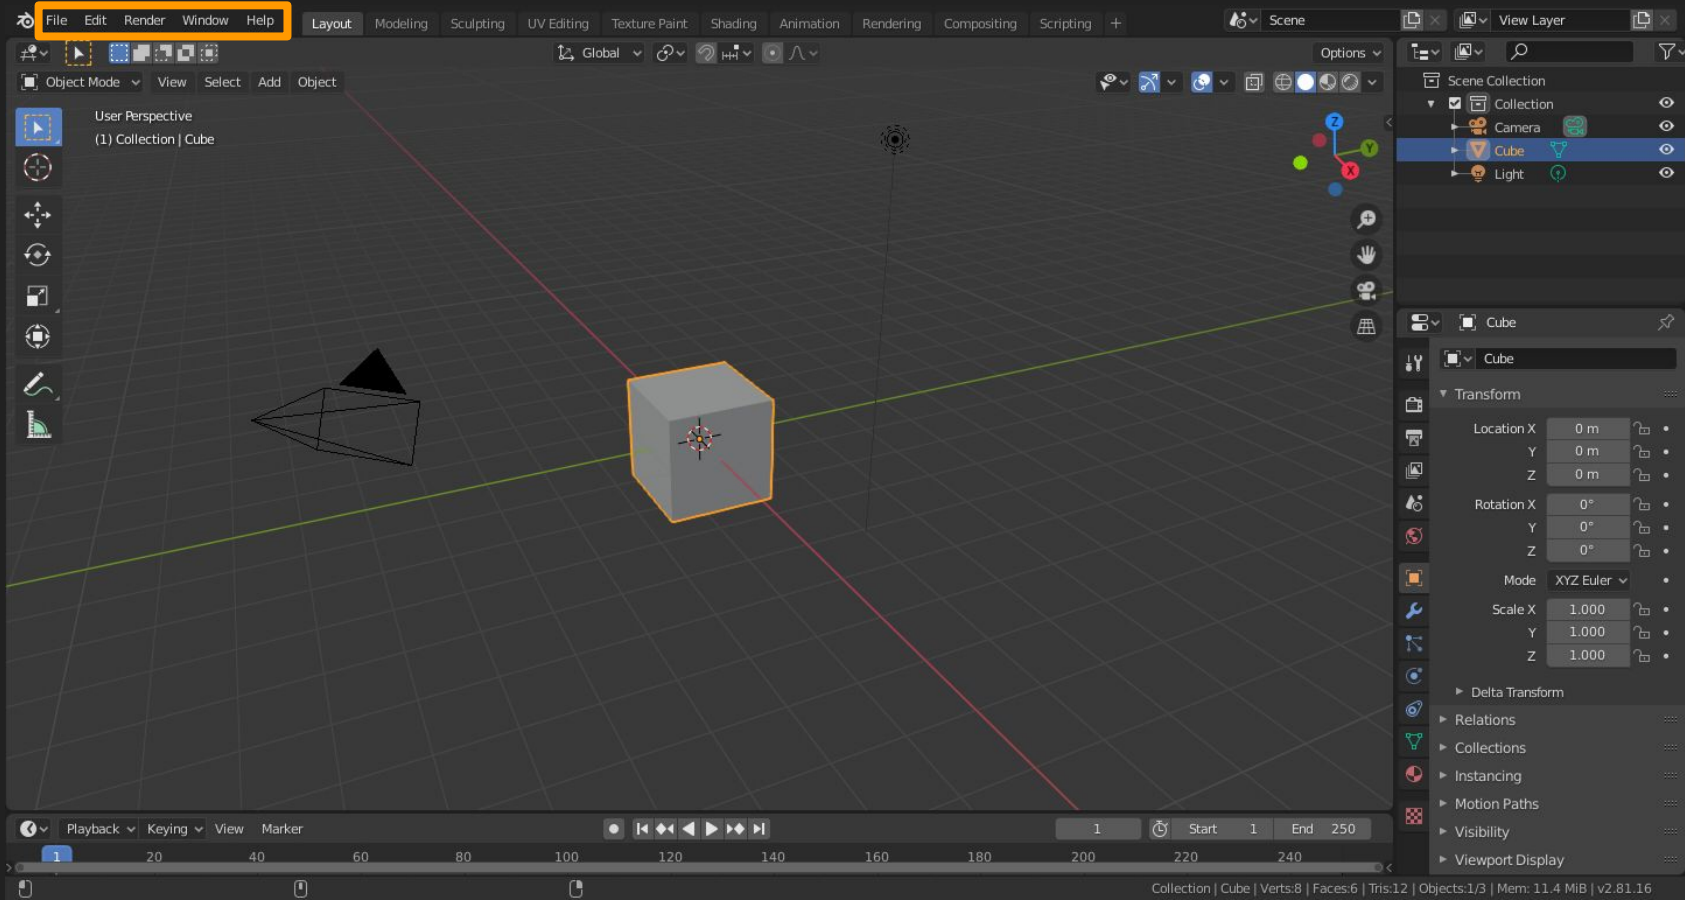 File Edit Render Window Help
Layout Modeling Sculpting UV Editing Texture Paint Shading Animation Rendering Compositing Scripting +
Scene
View Layer
Global
Options
Object Mode View Select Add Object
User Perspective
(1) Collection | Cube
Z
Y
X
Scene Collection
Collection
Camera
Cube
Light
Cube
Cube
Transform
Location X 0 m
Y 0 m
Z 0 m
Rotation X 0°
Y 0°
Z 0°
Mode XYZ Euler
Scale X 1.000
Y 1.000
Z 1.000
Delta Transform
Relations
Collections
Instancing
Motion Paths
Visibility
Viewport Display
Playback Keying View Marker
1
Start 1
End 250
1 20 40 60 80 100 120 140 160 180 200 220 240
Collection | Cube | Verts:8 | Faces:6 | Tris:12 | Objects:1/3 | Mem: 11.4 MiB | v2.81.16